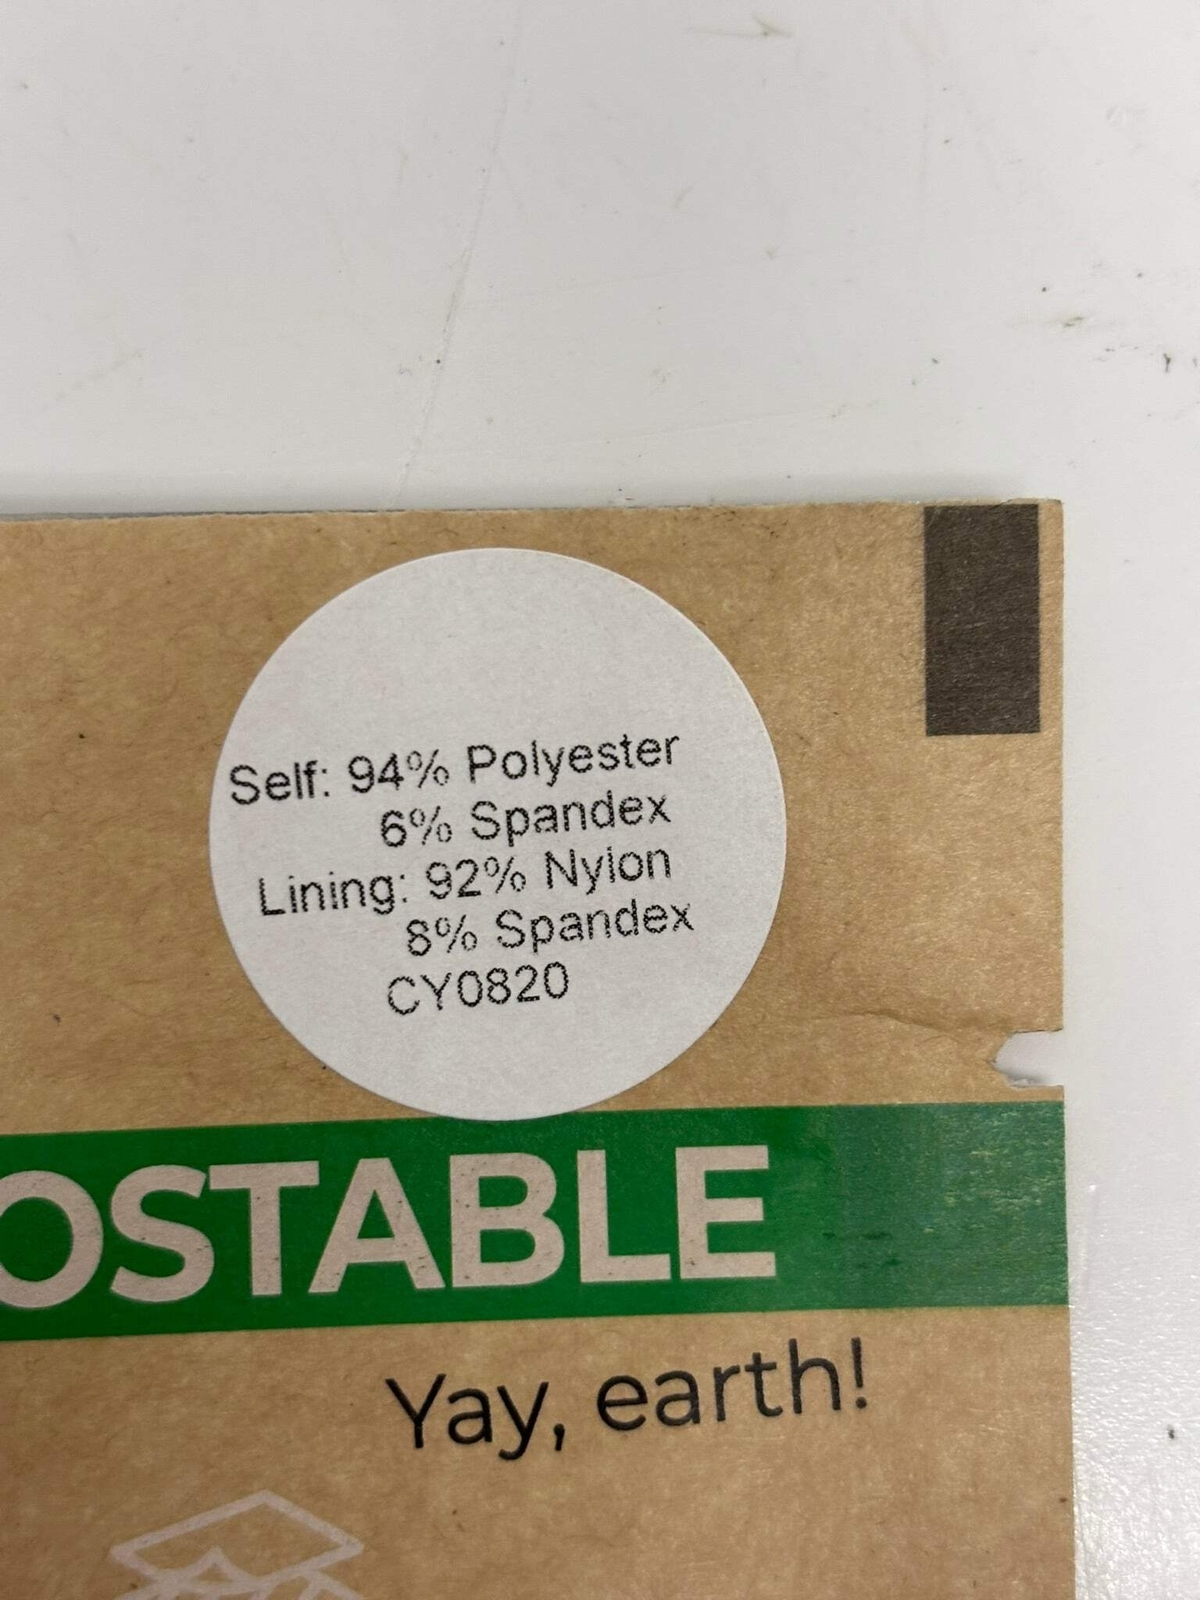 Self: 94% Polyester
6% Spandex
Lining: 92% Nylon
8% Spandex
CY0820
OSTABLE
Yay, earth!